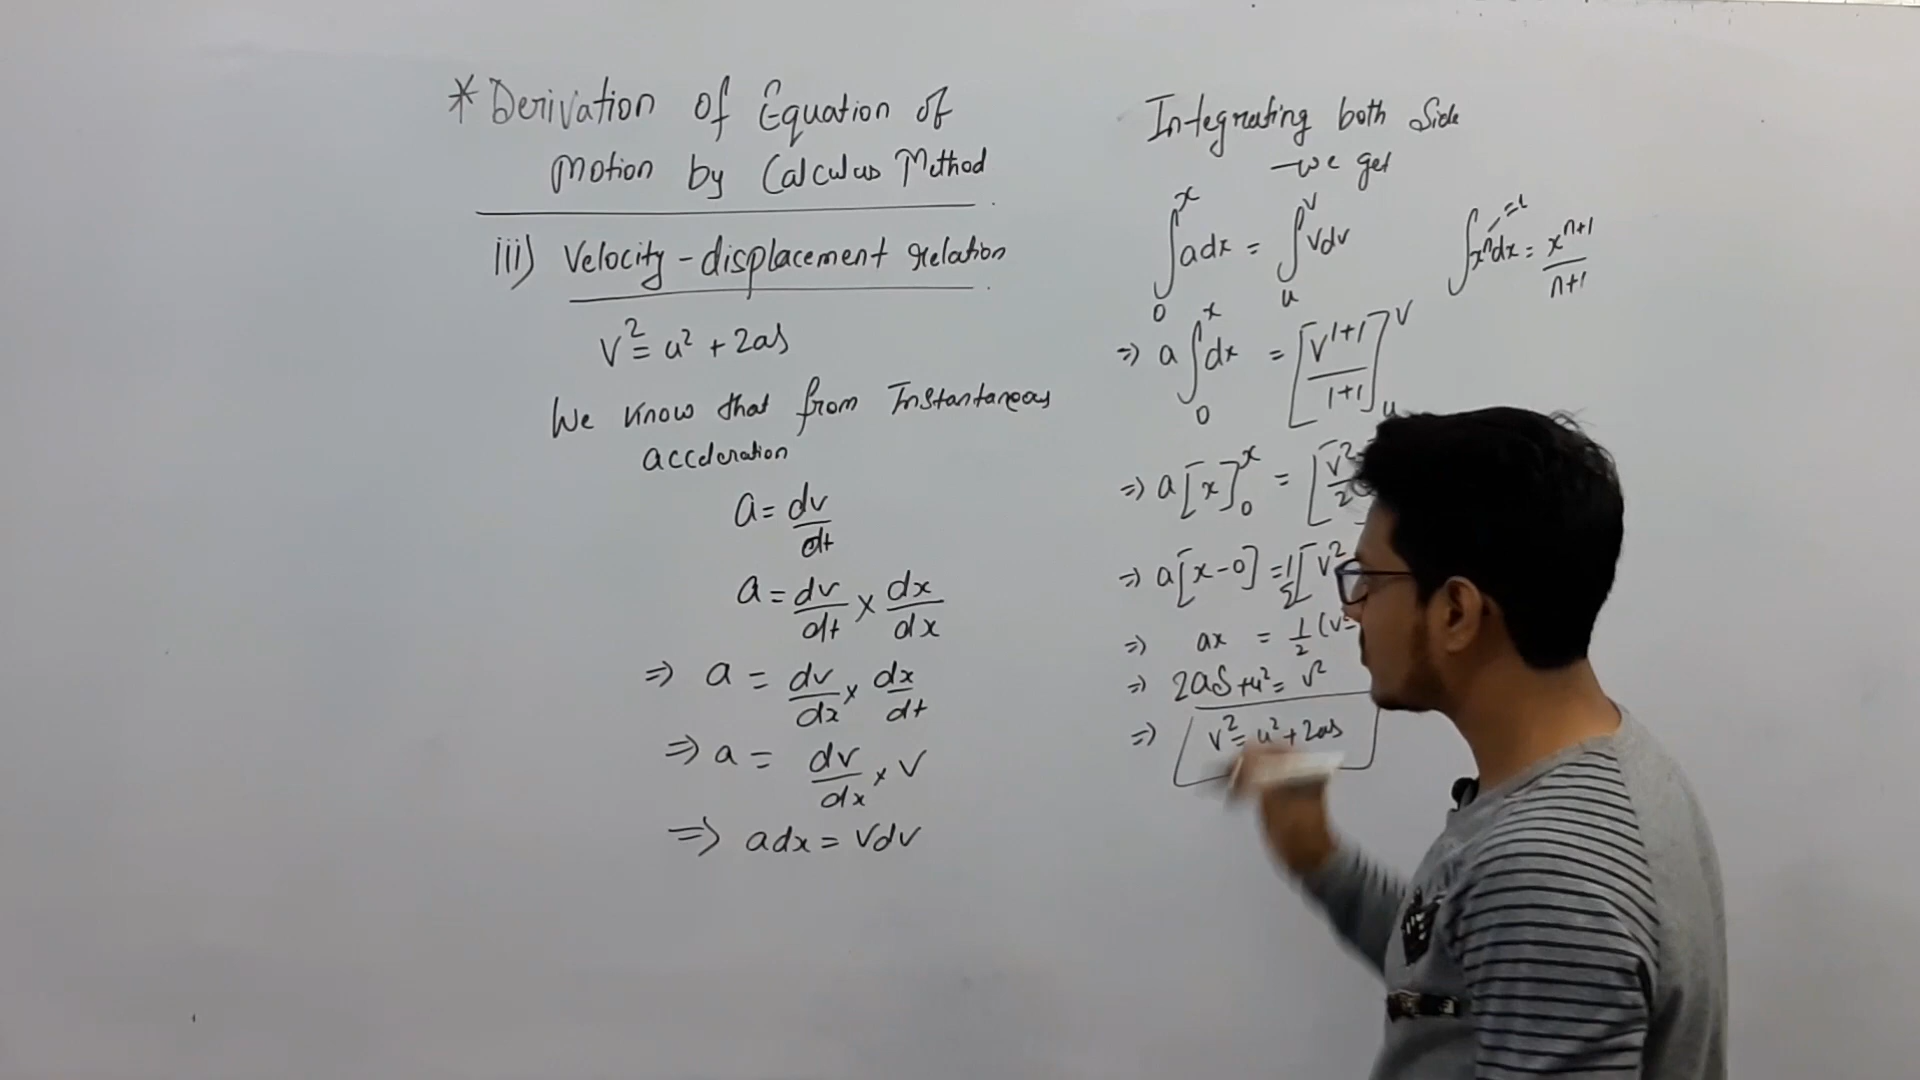 * Derivation of Equation of
Motion by Calculus Method
iii) Velocity-displacement relation
v² = u² + 2as
We know that from Instantaneous
acceleration
a = dv/dt
a = dv/dt × dx/dx
⇒ a = dv/dx × dx/dt
⇒ a = dv/dx × v
⇒ adx = vdv
Integrating both side
we get
∫₀ˣ adx = ∫ᵤᵛ vdv
∫xⁿdx = xⁿ⁺¹/n+1
=1
⇒ a ∫₀ˣ dx = [v¹⁺¹/1+1]ᵤᵛ
⇒ a[x]₀ˣ = [v²/2
⇒ a[x-0] = 1/2[v²
⇒ ax = 1/2 (v²
⇒ 2aS + u² = v²
⇒ v² = u² + 2as